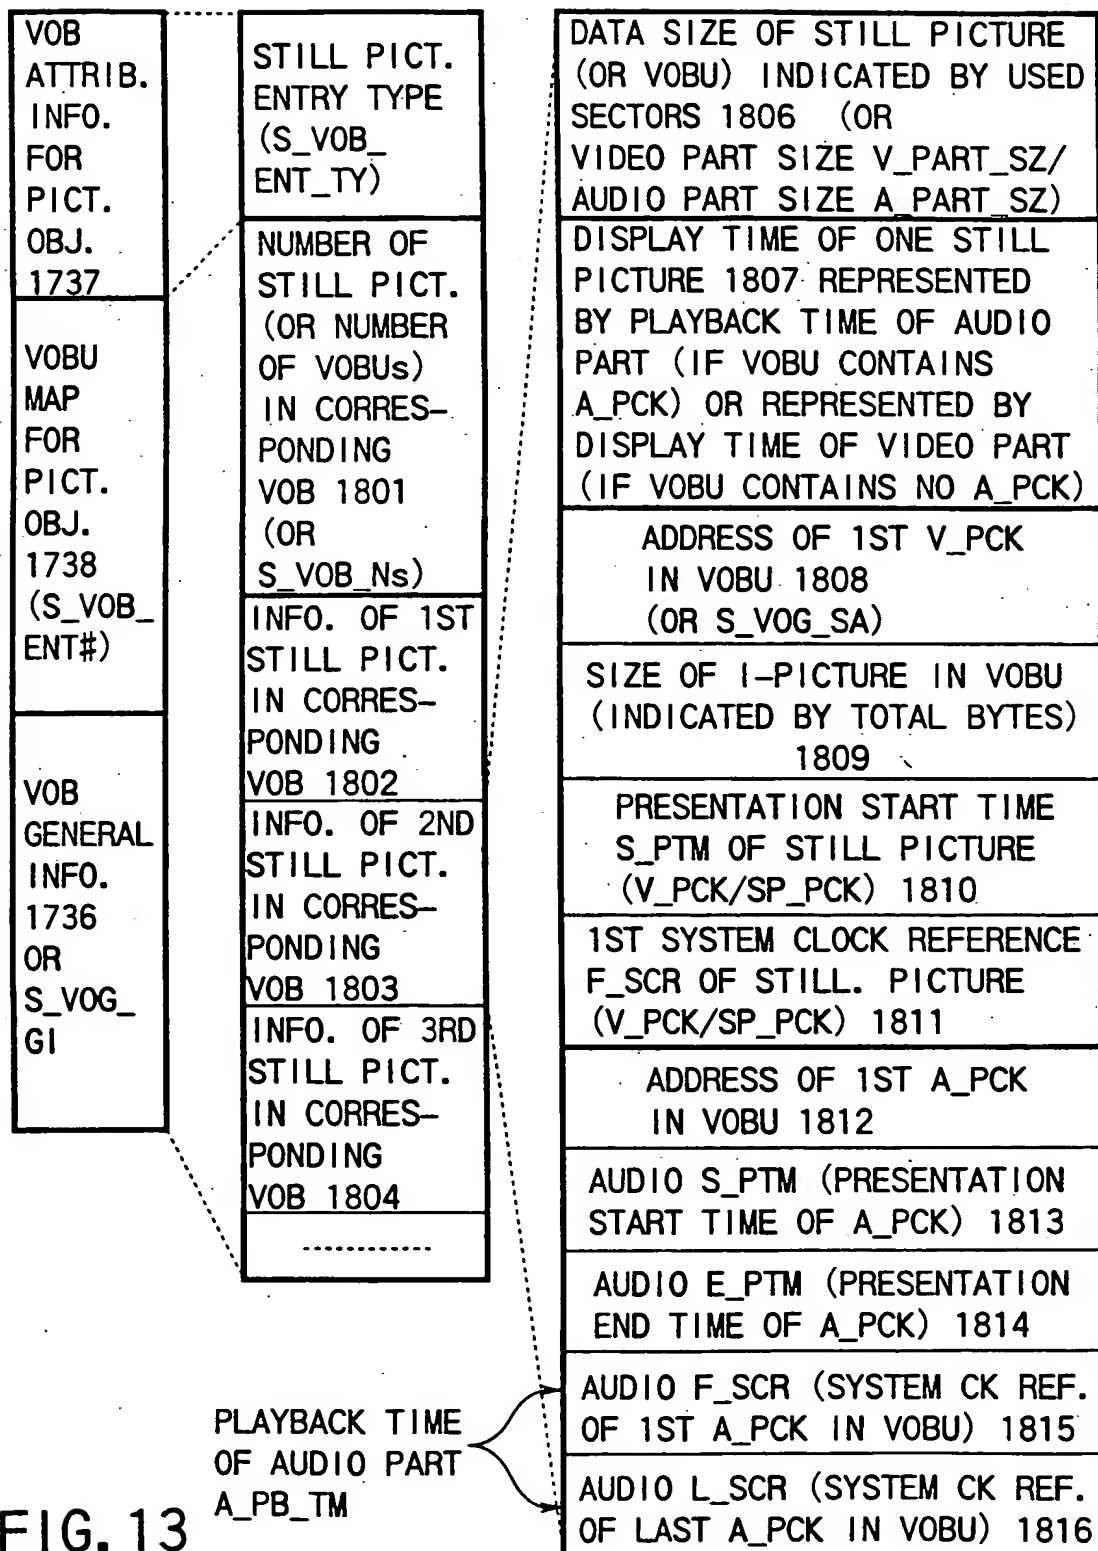 VOB
ATTRIB.
INFO.
FOR
PICT.
OBJ.
1737
VOBU
MAP
FOR
PICT.
OBJ.
1738
(S_VOB_
ENT#)
VOB
GENERAL
INFO.
1736
OR
S_VOG_
GI
STILL PICT.
ENTRY TYPE
(S_VOB_
ENT_TY)
NUMBER OF
STILL PICT.
(OR NUMBER
OF VOBUs)
IN CORRES-
PONDING
VOB 1801
(OR
S_VOB_Ns)
INFO. OF 1ST
STILL PICT.
IN CORRES-
PONDING
VOB 1802
INFO. OF 2ND
STILL PICT.
IN CORRES-
PONDING
VOB 1803
INFO. OF 3RD
STILL PICT.
IN CORRES-
PONDING
VOB 1804
............
DATA SIZE OF STILL PICTURE
(OR VOBU) INDICATED BY USED
SECTORS 1806 (OR
VIDEO PART SIZE V_PART_SZ/
AUDIO PART SIZE A_PART_SZ)
DISPLAY TIME OF ONE STILL
PICTURE 1807 REPRESENTED
BY PLAYBACK TIME OF AUDIO
PART (IF VOBU CONTAINS
A_PCK) OR REPRESENTED BY
DISPLAY TIME OF VIDEO PART
(IF VOBU CONTAINS NO A_PCK)
ADDRESS OF 1ST V_PCK
IN VOBU 1808
(OR S_VOG_SA)
SIZE OF I-PICTURE IN VOBU
(INDICATED BY TOTAL BYTES)
1809
PRESENTATION START TIME
S_PTM OF STILL PICTURE
(V_PCK/SP_PCK) 1810
1ST SYSTEM CLOCK REFERENCE
F_SCR OF STILL. PICTURE
(V_PCK/SP_PCK) 1811
ADDRESS OF 1ST A_PCK
IN VOBU 1812
AUDIO S_PTM (PRESENTATION
START TIME OF A_PCK) 1813
AUDIO E_PTM (PRESENTATION
END TIME OF A_PCK) 1814
AUDIO F_SCR (SYSTEM CK REF.
OF 1ST A_PCK IN VOBU) 1815
AUDIO L_SCR (SYSTEM CK REF.
OF LAST A_PCK IN VOBU) 1816
PLAYBACK TIME
OF AUDIO PART
A_PB_TM
FIG. 13